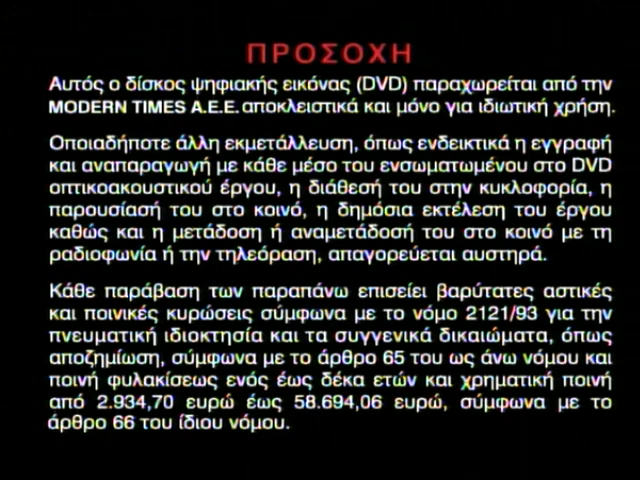 ΠΡΟΣΟΧΗ
Αυτός ο δίσκος ψηφιακής εικόνας (DVD) παραχωρείται από την
MODERN TIMES A.E.E. αποκλειστικά και μόνο για ιδιωτική χρήση.
Οποιαδήποτε άλλη εκμετάλλευση, όπως ενδεικτικά η εγγραφή
και αναπαραγωγή με κάθε μέσο του ενσωματωμένου στο DVD
οπτικοακουστικού έργου, η διάθεσή του στην κυκλοφορία, η
παρουσίασή του στο κοινό, η δημόσια εκτέλεση του έργου
καθώς και η μετάδοση ή αναμετάδοσή του στο κοινό με τη
ραδιοφωνία ή την τηλεόραση, απαγορεύεται αυστηρά.
Κάθε παράβαση των παραπάνω επισείει βαρύτατες αστικές
και ποινικές κυρώσεις σύμφωνα με το νόμο 2121/93 για την
πνευματική ιδιοκτησία και τα συγγενικά δικαιώματα, όπως
αποζημίωση, σύμφωνα με το άρθρο 65 του ως άνω νόμου και
ποινή φυλακίσεως ενός έως δέκα ετών και χρηματική ποινή
από 2.934,70 ευρώ έως 58.694,06 ευρώ, σύμφωνα με το
άρθρο 66 του ίδιου νόμου.